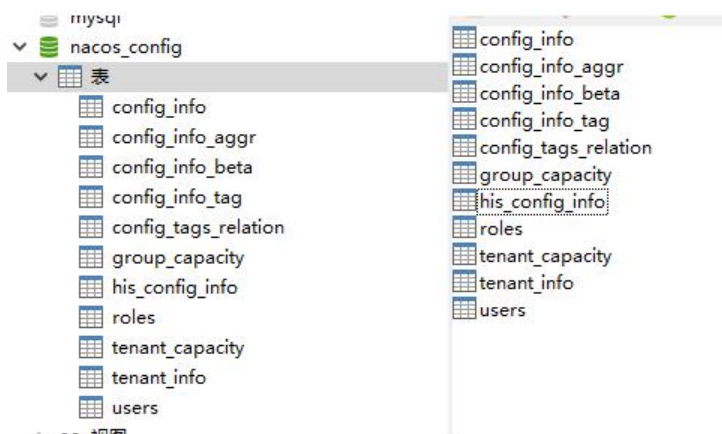 mysql
nacos_config
表
config_info
config_info_aggr
config_info_beta
config_info_tag
config_tags_relation
group_capacity
his_config_info
roles
tenant_capacity
tenant_info
users
config_info
config_info_aggr
config_info_beta
config_info_tag
config_tags_relation
group_capacity
his_config_info
roles
tenant_capacity
tenant_info
users